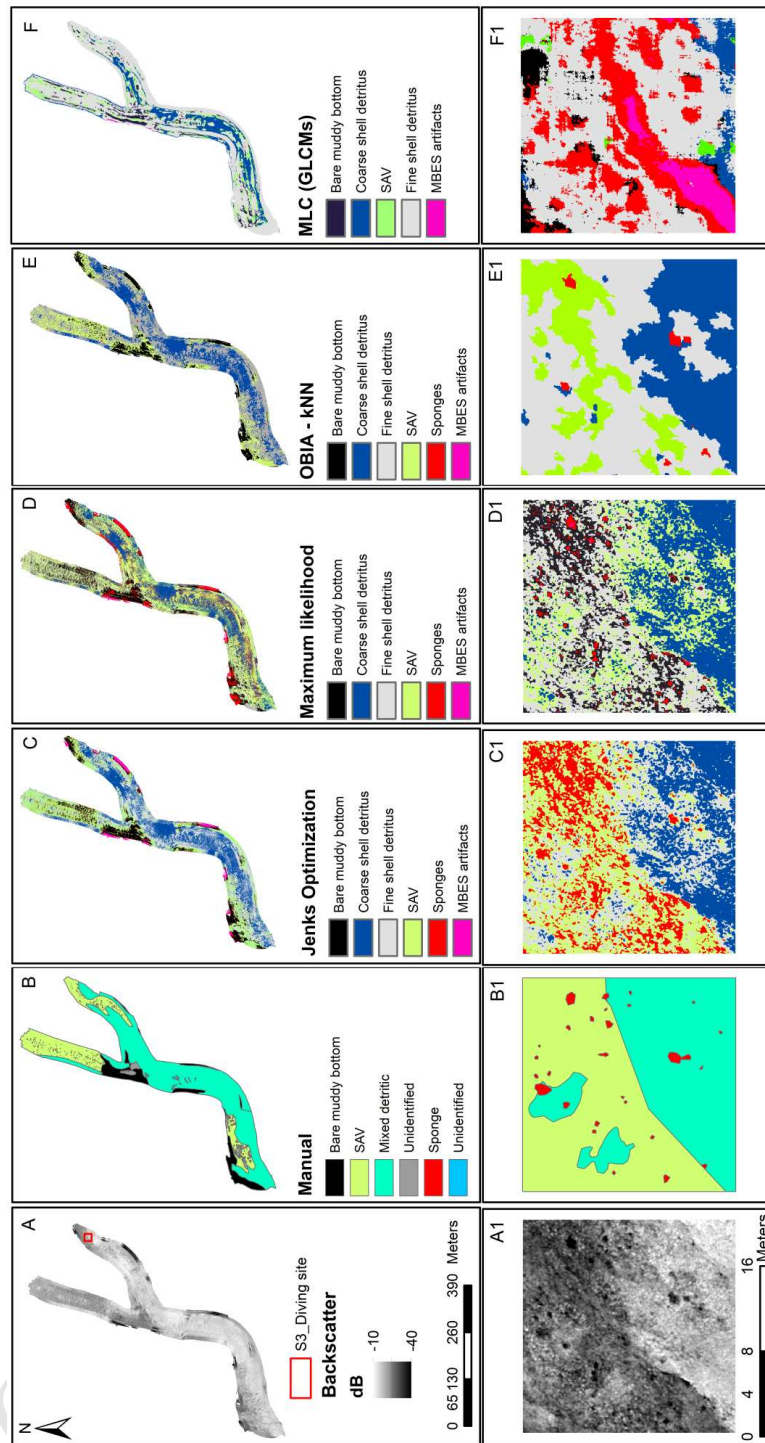 N
A
S3_Diving site
Backscatter
dB
-10
-40
0 65 130 260 390
Meters
B
Manual
Bare muddy bottom
SAV
Mixed detritic
Unidentified
Sponge
Unidentified
C
Jenks Optimization
Bare muddy bottom
Coarse shell detritus
Fine shell detritus
SAV
Sponges
MBES artifacts
D
Maximum likelihood
Bare muddy bottom
Coarse shell detritus
Fine shell detritus
SAV
Sponges
MBES artifacts
E
OBIA - kNN
Bare muddy bottom
Coarse shell detritus
Fine shell detritus
SAV
Sponges
MBES artifacts
F
MLC (GLCMs)
Bare muddy bottom
Coarse shell detritus
SAV
Fine shell detritus
MBES artifacts
A1
0 4 8 16
Meters
B1
C1
D1
E1
F1